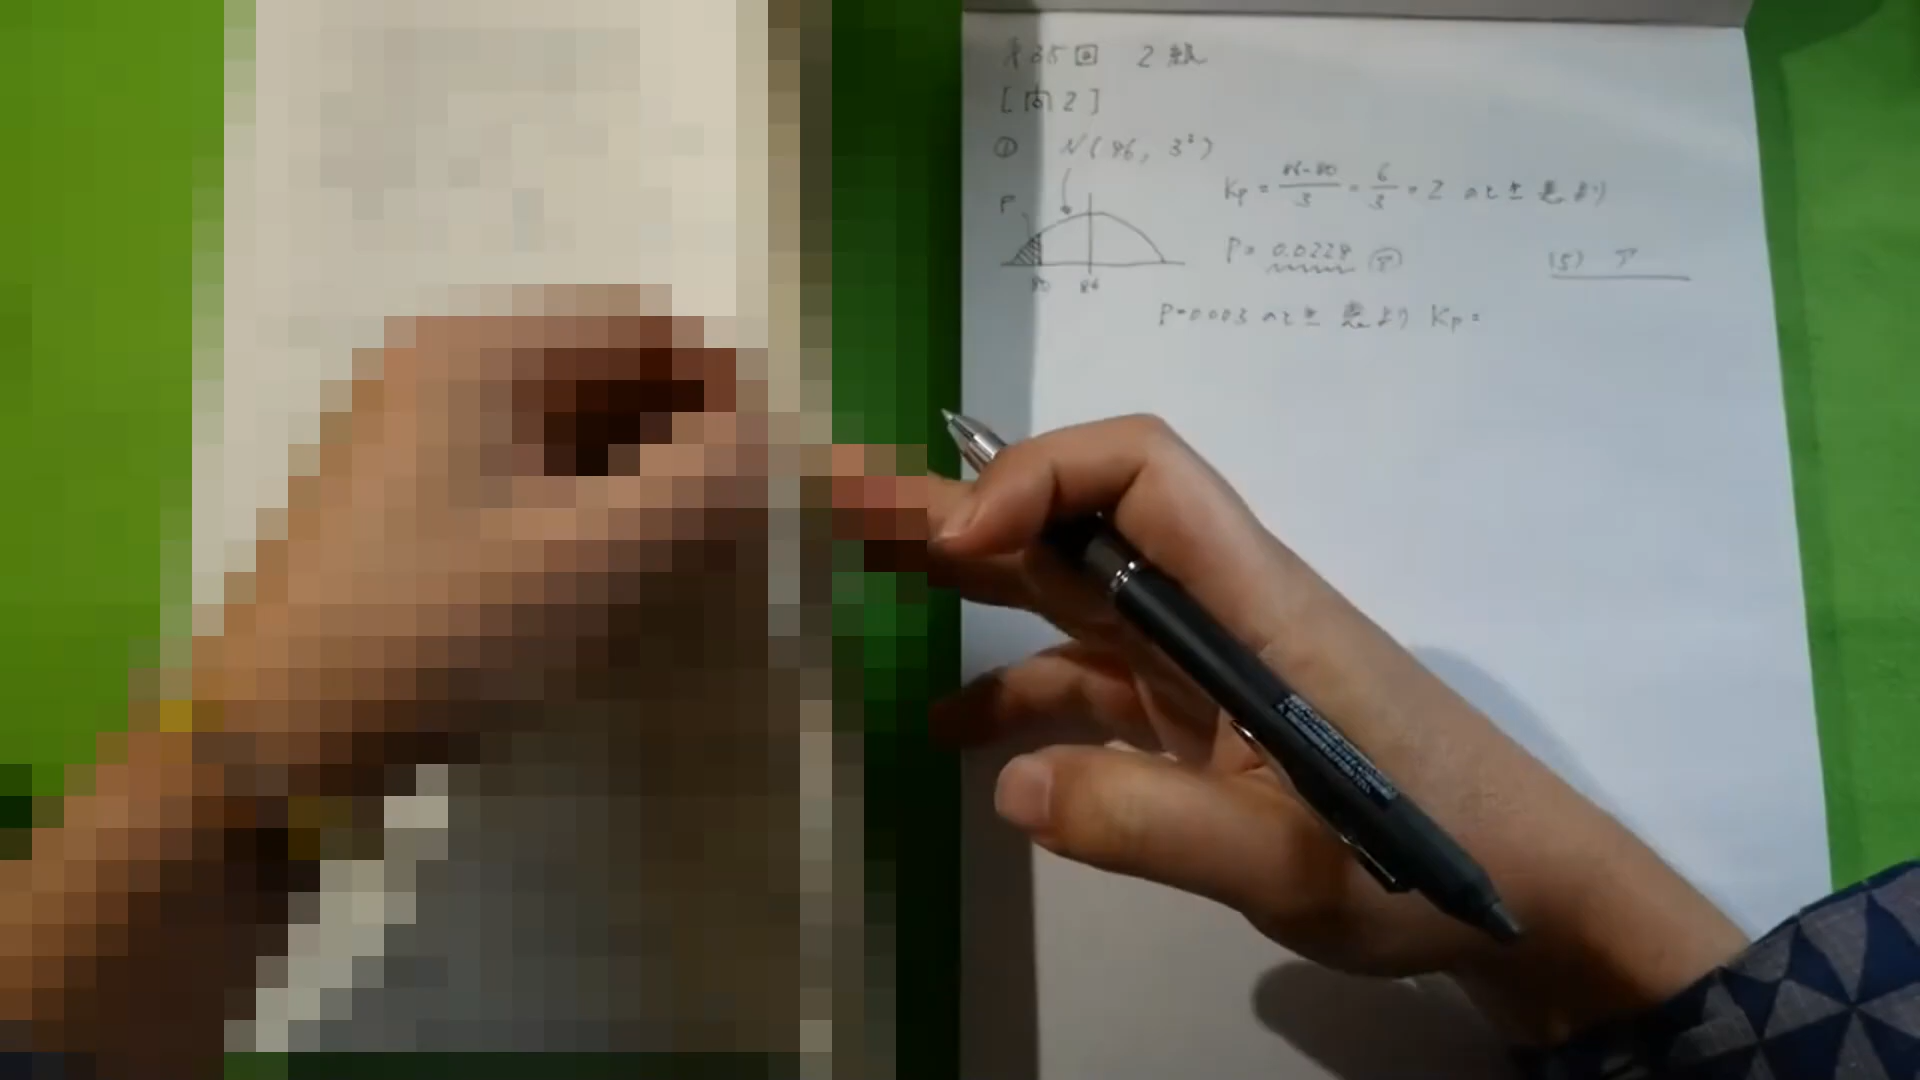 第35回 2級
[問2]
① N(86, 3²)
Kp = 86-80/3 = 6/3 = 2 のとき 表より
P
P= 0.0228 ㋐
(5) ア
80 86
P=0.003 のとき 表より Kp=